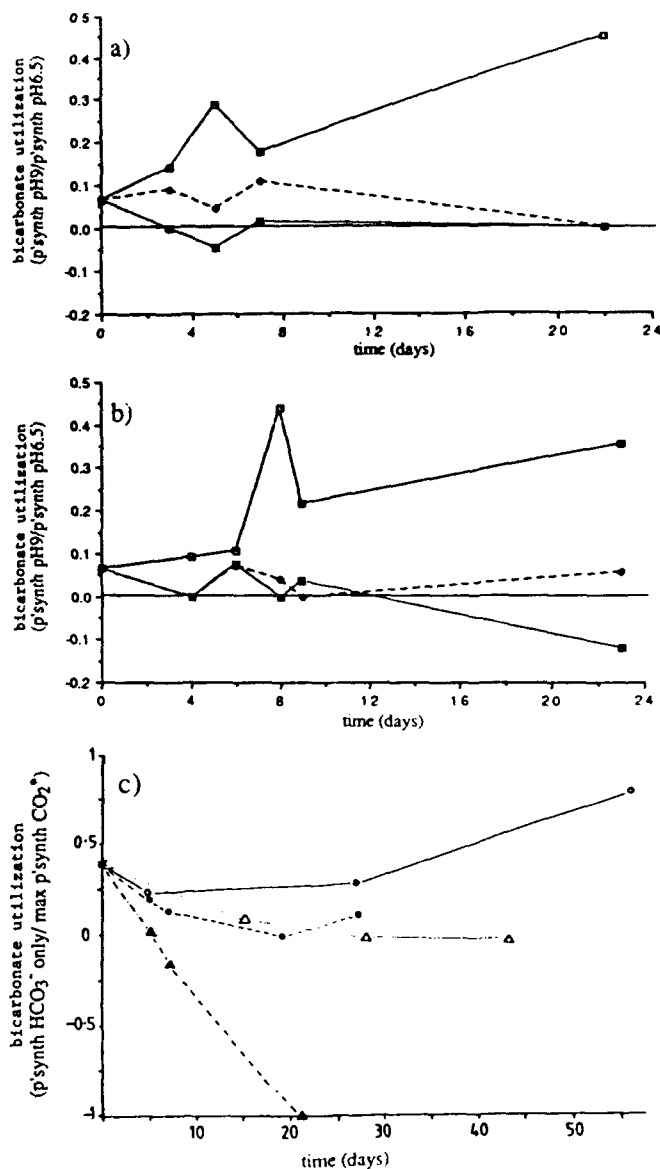 a)
bicarbonate utilization
(p'synth pH9/p'synth pH6.5)
0.5
0.4
0.3
0.2
0.1
0.0
-0.1
-0.2
0 4 8 12 16 20 24
time (days)
b)
bicarbonate utilization
(p'synth pH9/p'synth pH6.5)
0.5
0.4
0.3
0.2
0.1
0.0
-0.1
-0.2
0 4 8 12 16 20 24
time (days)
c)
bicarbonate utilization
(p'synth HCO₃⁻ only/max p'synth CO₂*)
1
0·5
0
-0·5
-1
10 20 30 40 50
time (days)